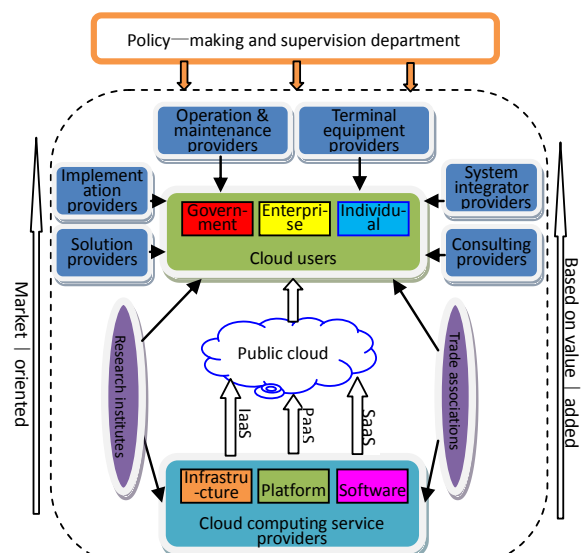 Policy—making and supervision department
Operation &
maintenance
providers
Terminal
equipment
providers
Implement
ation
providers
System
integrator
providers
Govern-
ment
Enterpri-
se
Individu-
al
Solution
providers
Cloud users
Consulting
providers
Market | oriented
Based on value | added
Research institutes
Public cloud
Trade associations
IaaS
PaaS
SaaS
Infrastru
-cture
Platform
Software
Cloud computing service
providers